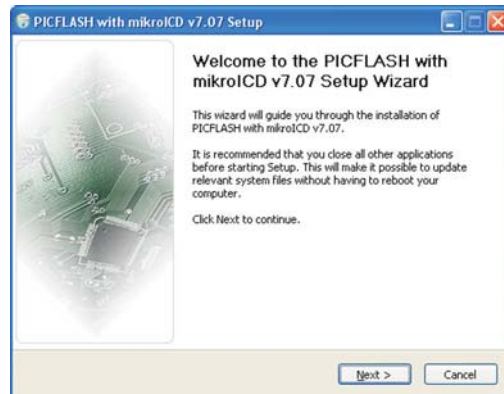 PICFLASH with mikroICD v7.07 Setup
Welcome to the PICFLASH with
mikroICD v7.07 Setup Wizard
This wizard will guide you through the installation of
PICFLASH with mikroICD v7.07.
It is recommended that you close all other applications
before starting Setup. This will make it possible to update
relevant system files without having to reboot your
computer.
Click Next to continue.
Next >
Cancel